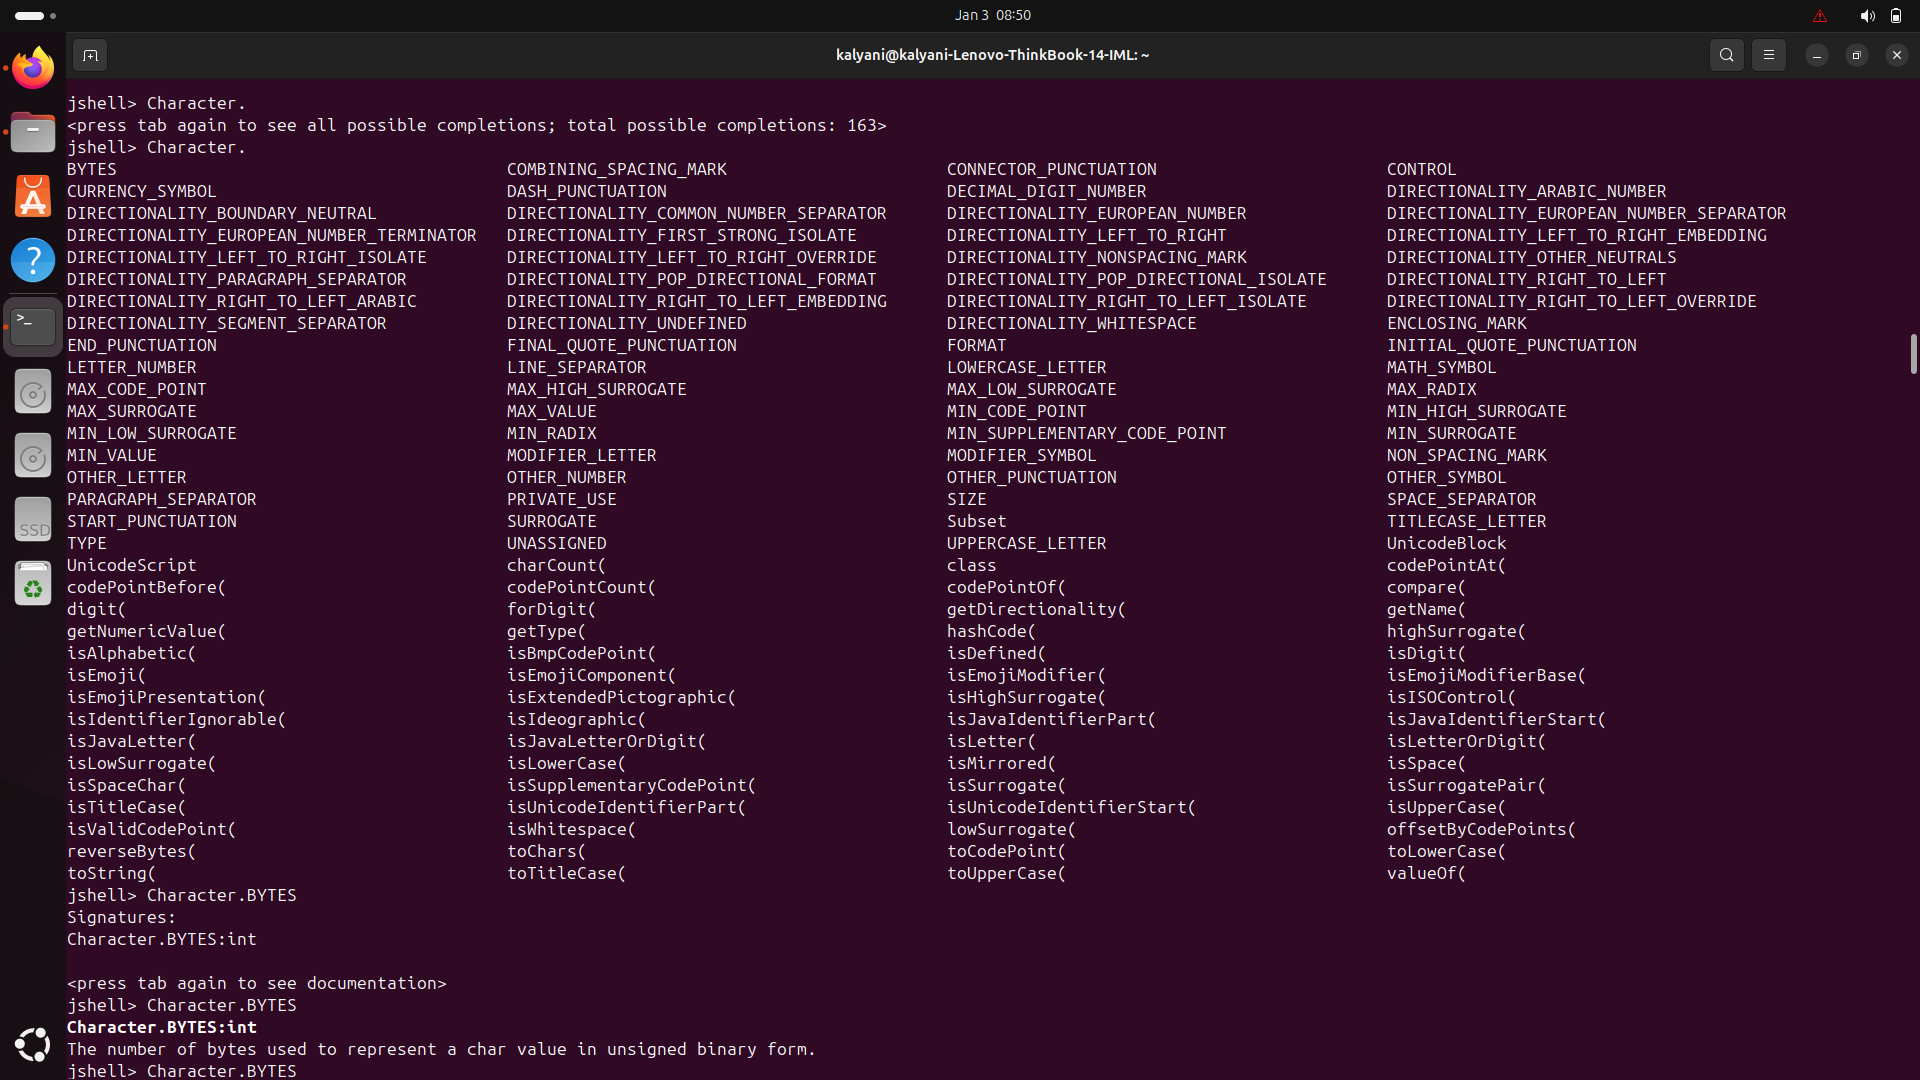 Jan 3  08:50
kalyani@kalyani-Lenovo-ThinkBook-14-IML: ~
jshell> Character.
<press tab again to see all possible completions; total possible completions: 163>
jshell> Character.
BYTES COMBINING_SPACING_MARK CONNECTOR_PUNCTUATION CONTROL
CURRENCY_SYMBOL DASH_PUNCTUATION DECIMAL_DIGIT_NUMBER DIRECTIONALITY_ARABIC_NUMBER
DIRECTIONALITY_BOUNDARY_NEUTRAL DIRECTIONALITY_COMMON_NUMBER_SEPARATOR DIRECTIONALITY_EUROPEAN_NUMBER DIRECTIONALITY_EUROPEAN_NUMBER_SEPARATOR
DIRECTIONALITY_EUROPEAN_NUMBER_TERMINATOR DIRECTIONALITY_FIRST_STRONG_ISOLATE DIRECTIONALITY_LEFT_TO_RIGHT DIRECTIONALITY_LEFT_TO_RIGHT_EMBEDDING
DIRECTIONALITY_LEFT_TO_RIGHT_ISOLATE DIRECTIONALITY_LEFT_TO_RIGHT_OVERRIDE DIRECTIONALITY_NONSPACING_MARK DIRECTIONALITY_OTHER_NEUTRALS
DIRECTIONALITY_PARAGRAPH_SEPARATOR DIRECTIONALITY_POP_DIRECTIONAL_FORMAT DIRECTIONALITY_POP_DIRECTIONAL_ISOLATE DIRECTIONALITY_RIGHT_TO_LEFT
DIRECTIONALITY_RIGHT_TO_LEFT_ARABIC DIRECTIONALITY_RIGHT_TO_LEFT_EMBEDDING DIRECTIONALITY_RIGHT_TO_LEFT_ISOLATE DIRECTIONALITY_RIGHT_TO_LEFT_OVERRIDE
DIRECTIONALITY_SEGMENT_SEPARATOR DIRECTIONALITY_UNDEFINED DIRECTIONALITY_WHITESPACE ENCLOSING_MARK
END_PUNCTUATION FINAL_QUOTE_PUNCTUATION FORMAT INITIAL_QUOTE_PUNCTUATION
LETTER_NUMBER LINE_SEPARATOR LOWERCASE_LETTER MATH_SYMBOL
MAX_CODE_POINT MAX_HIGH_SURROGATE MAX_LOW_SURROGATE MAX_RADIX
MAX_SURROGATE MAX_VALUE MIN_CODE_POINT MIN_HIGH_SURROGATE
MIN_LOW_SURROGATE MIN_RADIX MIN_SUPPLEMENTARY_CODE_POINT MIN_SURROGATE
MIN_VALUE MODIFIER_LETTER MODIFIER_SYMBOL NON_SPACING_MARK
OTHER_LETTER OTHER_NUMBER OTHER_PUNCTUATION OTHER_SYMBOL
PARAGRAPH_SEPARATOR PRIVATE_USE SIZE SPACE_SEPARATOR
START_PUNCTUATION SURROGATE Subset TITLECASE_LETTER
TYPE UNASSIGNED UPPERCASE_LETTER UnicodeBlock
UnicodeScript charCount( class codePointAt(
codePointBefore( codePointCount( codePointOf( compare(
digit( forDigit( getDirectionality( getName(
getNumericValue( getType( hashCode( highSurrogate(
isAlphabetic( isBmpCodePoint( isDefined( isDigit(
isEmoji( isEmojiComponent( isEmojiModifier( isEmojiModifierBase(
isEmojiPresentation( isExtendedPictographic( isHighSurrogate( isISOControl(
isIdentifierIgnorable( isIdeographic( isJavaIdentifierPart( isJavaIdentifierStart(
isJavaLetter( isJavaLetterOrDigit( isLetter( isLetterOrDigit(
isLowSurrogate( isLowerCase( isMirrored( isSpace(
isSpaceChar( isSupplementaryCodePoint( isSurrogate( isSurrogatePair(
isTitleCase( isUnicodeIdentifierPart( isUnicodeIdentifierStart( isUpperCase(
isValidCodePoint( isWhitespace( lowSurrogate( offsetByCodePoints(
reverseBytes( toChars( toCodePoint( toLowerCase(
toString( toTitleCase( toUpperCase( valueOf(
jshell> Character.BYTES
Signatures:
Character.BYTES:int
<press tab again to see documentation>
jshell> Character.BYTES
Character.BYTES:int
The number of bytes used to represent a char value in unsigned binary form.
jshell> Character.BYTES
SSD